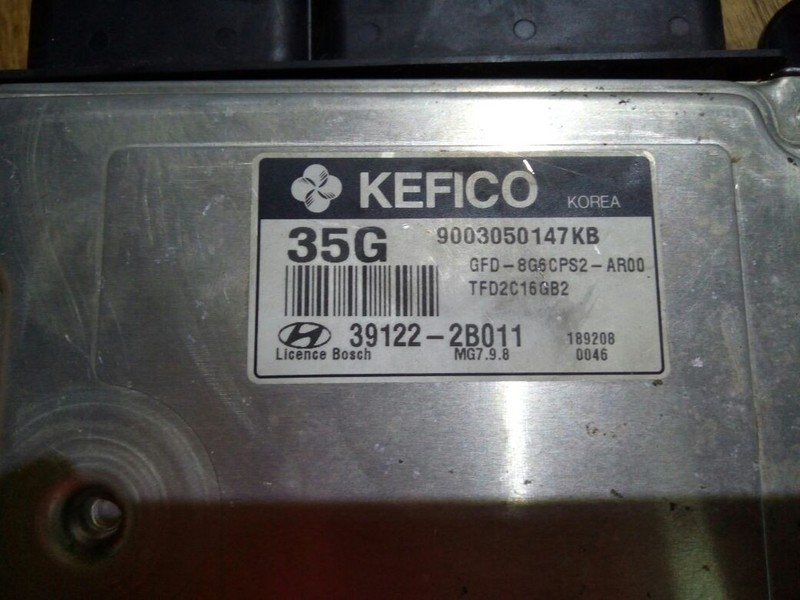 KEFICO KOREA
35G 9003050147KB
GFD-8G6CPS2-AR00
TFD2C16GB2
39122-2B011 189208
Licence Bosch MG7.9.8 0046